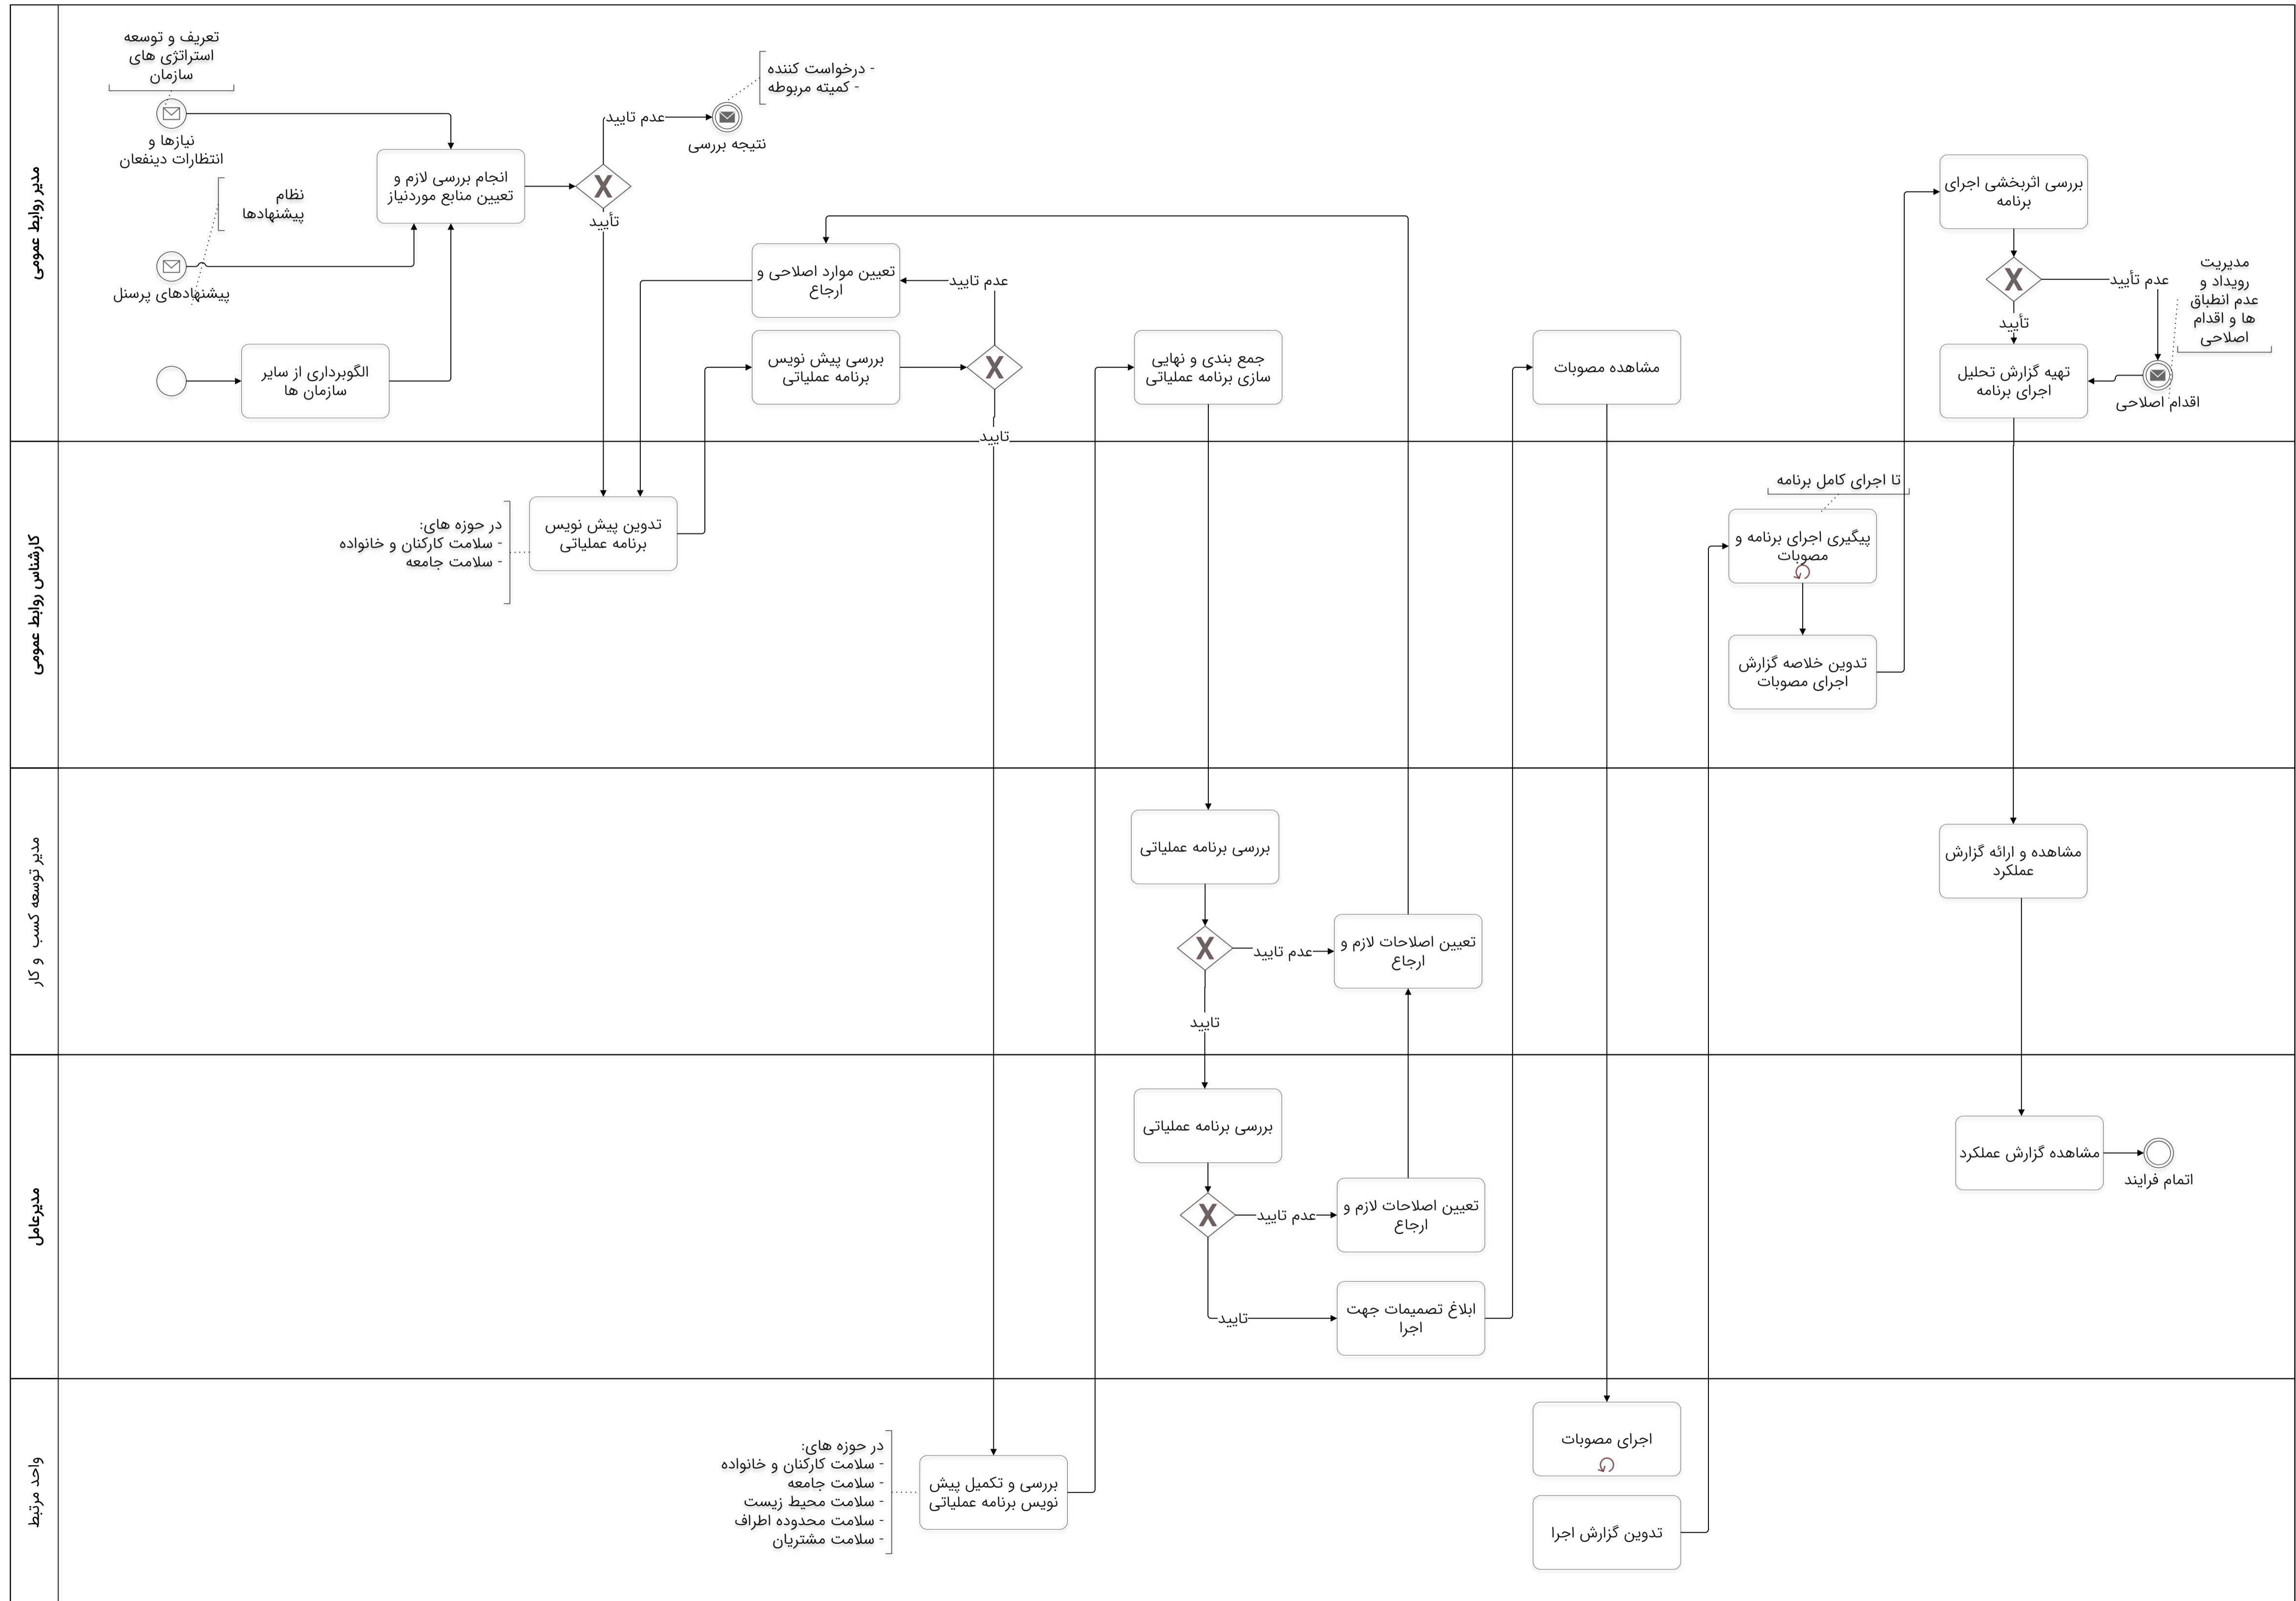 مدیر روابط عمومی
تعریف و توسعه
استراتژی های
سازمان
نیازها و
انتظارات ذینفعان
نظام
پیشنهادها
پیشنهادهای پرسنل
الگوبرداری از سایر
سازمان ها
انجام بررسی لازم و
تعیین منابع موردنیاز
عدم تایید
- درخواست کننده
- کمیته مربوطه
نتیجه بررسی
تأیید
تعیین موارد اصلاحی و
ارجاع
عدم تایید
بررسی پیش نویس
برنامه عملیاتی
تایید
جمع بندی و نهایی
سازی برنامه عملیاتی
مشاهده مصوبات
بررسی اثربخشی اجرای
برنامه
عدم تأیید
مدیریت
رویداد و
عدم انطباق
ها و اقدام
اصلاحی
تأیید
تهیه گزارش تحلیل
اجرای برنامه
اقدام اصلاحی
کارشناس روابط عمومی
در حوزه های:
- سلامت کارکنان و خانواده
- سلامت جامعه
تدوین پیش نویس
برنامه عملیاتی
تا اجرای کامل برنامه
پیگیری اجرای برنامه و
مصوبات
تدوین خلاصه گزارش
اجرای مصوبات
مدیر توسعه کسب و کار
بررسی برنامه عملیاتی
عدم تایید
تعیین اصلاحات لازم و
ارجاع
تایید
مشاهده و ارائه گزارش
عملکرد
مدیرعامل
بررسی برنامه عملیاتی
عدم تایید
تعیین اصلاحات لازم و
ارجاع
تایید
ابلاغ تصمیمات جهت
اجرا
مشاهده گزارش عملکرد
اتمام فرایند
واحد مرتبط
در حوزه های:
- سلامت کارکنان و خانواده
- سلامت جامعه
- سلامت محیط زیست
- سلامت محدوده اطراف
- سلامت مشتریان
بررسی و تکمیل پیش
نویس برنامه عملیاتی
اجرای مصوبات
تدوین گزارش اجرا